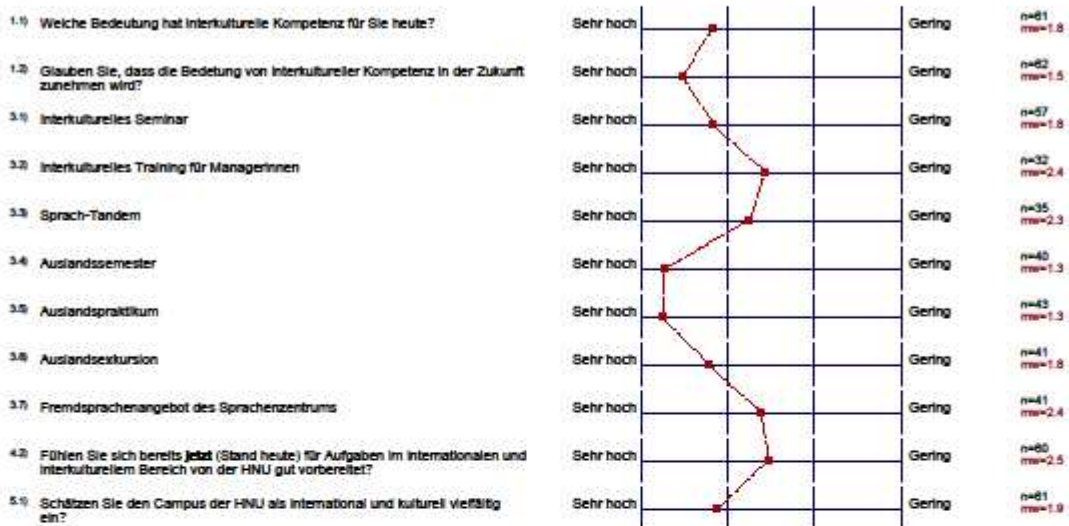 1.1) Welche Bedeutung hat interkulturelle Kompetenz für Sie heute? Sehr hoch Gering n=61
mw=1.8
1.2) Glauben Sie, dass die Bedetung von interkultureller Kompetenz in der Zukunft
zunehmen wird? Sehr hoch Gering n=62
mw=1.5
3.1) Interkulturelles Seminar Sehr hoch Gering n=57
mw=1.8
3.2) Interkulturelles Training für ManagerInnen Sehr hoch Gering n=32
mw=2.4
3.3) Sprach-Tandem Sehr hoch Gering n=35
mw=2.3
3.4) Auslandssemester Sehr hoch Gering n=40
mw=1.3
3.5) Auslandspraktikum Sehr hoch Gering n=43
mw=1.3
3.6) Auslandsexkursion Sehr hoch Gering n=41
mw=1.8
3.7) Fremdsprachenangebot des Sprachenzentrums Sehr hoch Gering n=41
mw=2.4
4.2) Fühlen Sie sich bereits jetzt (Stand heute) für Aufgaben im internationalen und
interkulturellem Bereich von der HNU gut vorbereitet? Sehr hoch Gering n=60
mw=2.5
5.1) Schätzen Sie den Campus der HNU als international und kulturell vielfältig
ein? Sehr hoch Gering n=61
mw=1.9